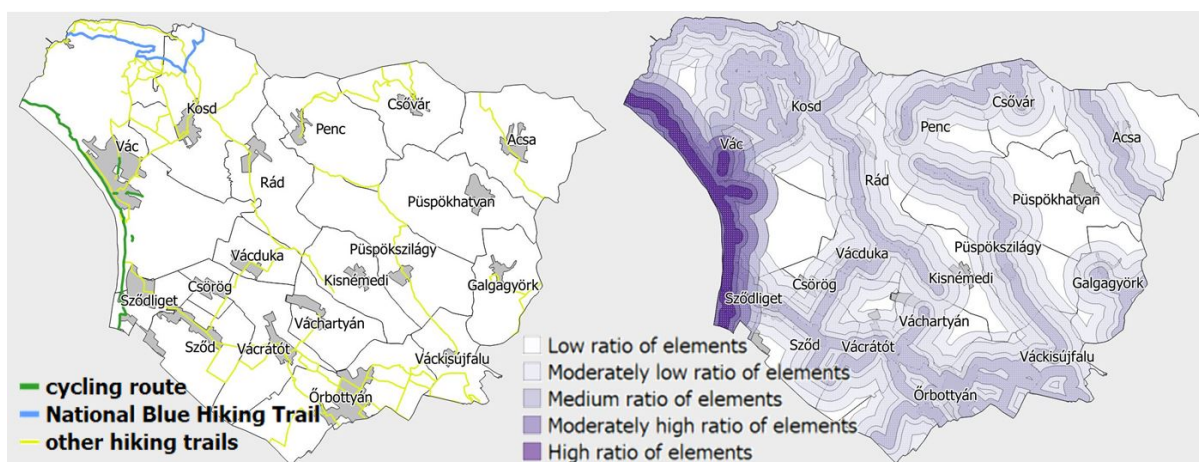 Kosd
Csővár
Penc
Vác
Acsa
Rád
Püspökhatvan
Vácduka
Püspökszilágy
Csörög
Kisnémedi
Galgagyörk
Sződliget
Váchartyán
Sződ
Vácrátót
Váckisújfalu
Őrbottyán
cycling route
National Blue Hiking Trail
other hiking trails
Kosd
Csővár
Penc
Vác
Acsa
Rád
Püspökhatvan
Vácduka
Püspökszilágy
Csörög
Kisnémedi
Galgagyörk
Sződliget
Váchartyán
Sződ
Vácrátót
Váckisújfalu
Őrbottyán
Low ratio of elements
Moderately low ratio of elements
Medium ratio of elements
Moderately high ratio of elements
High ratio of elements